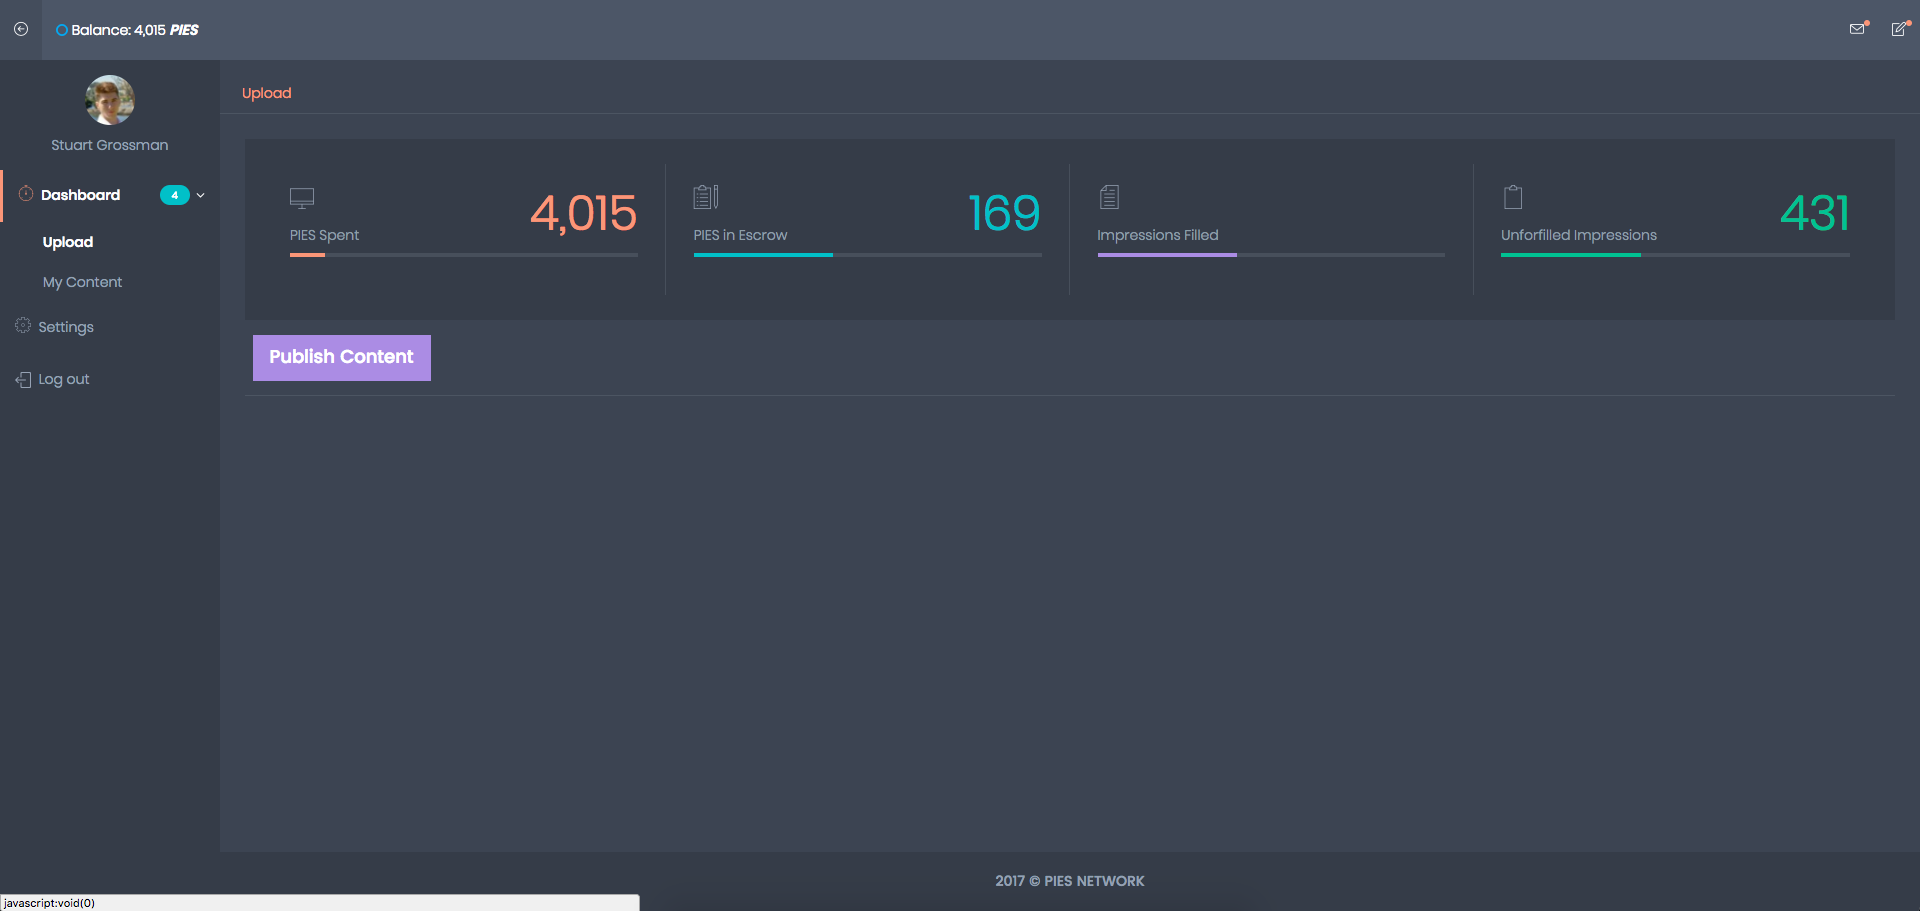 Balance: 4,015 PIES
Stuart Grossman
Dashboard 4
Upload
My Content
Settings
Log out
Upload
4,015
PIES Spent
169
PIES in Escrow
Impressions Filled
431
Unforfilled Impressions
Publish Content
2017 © PIES NETWORK
javascript:void(0)